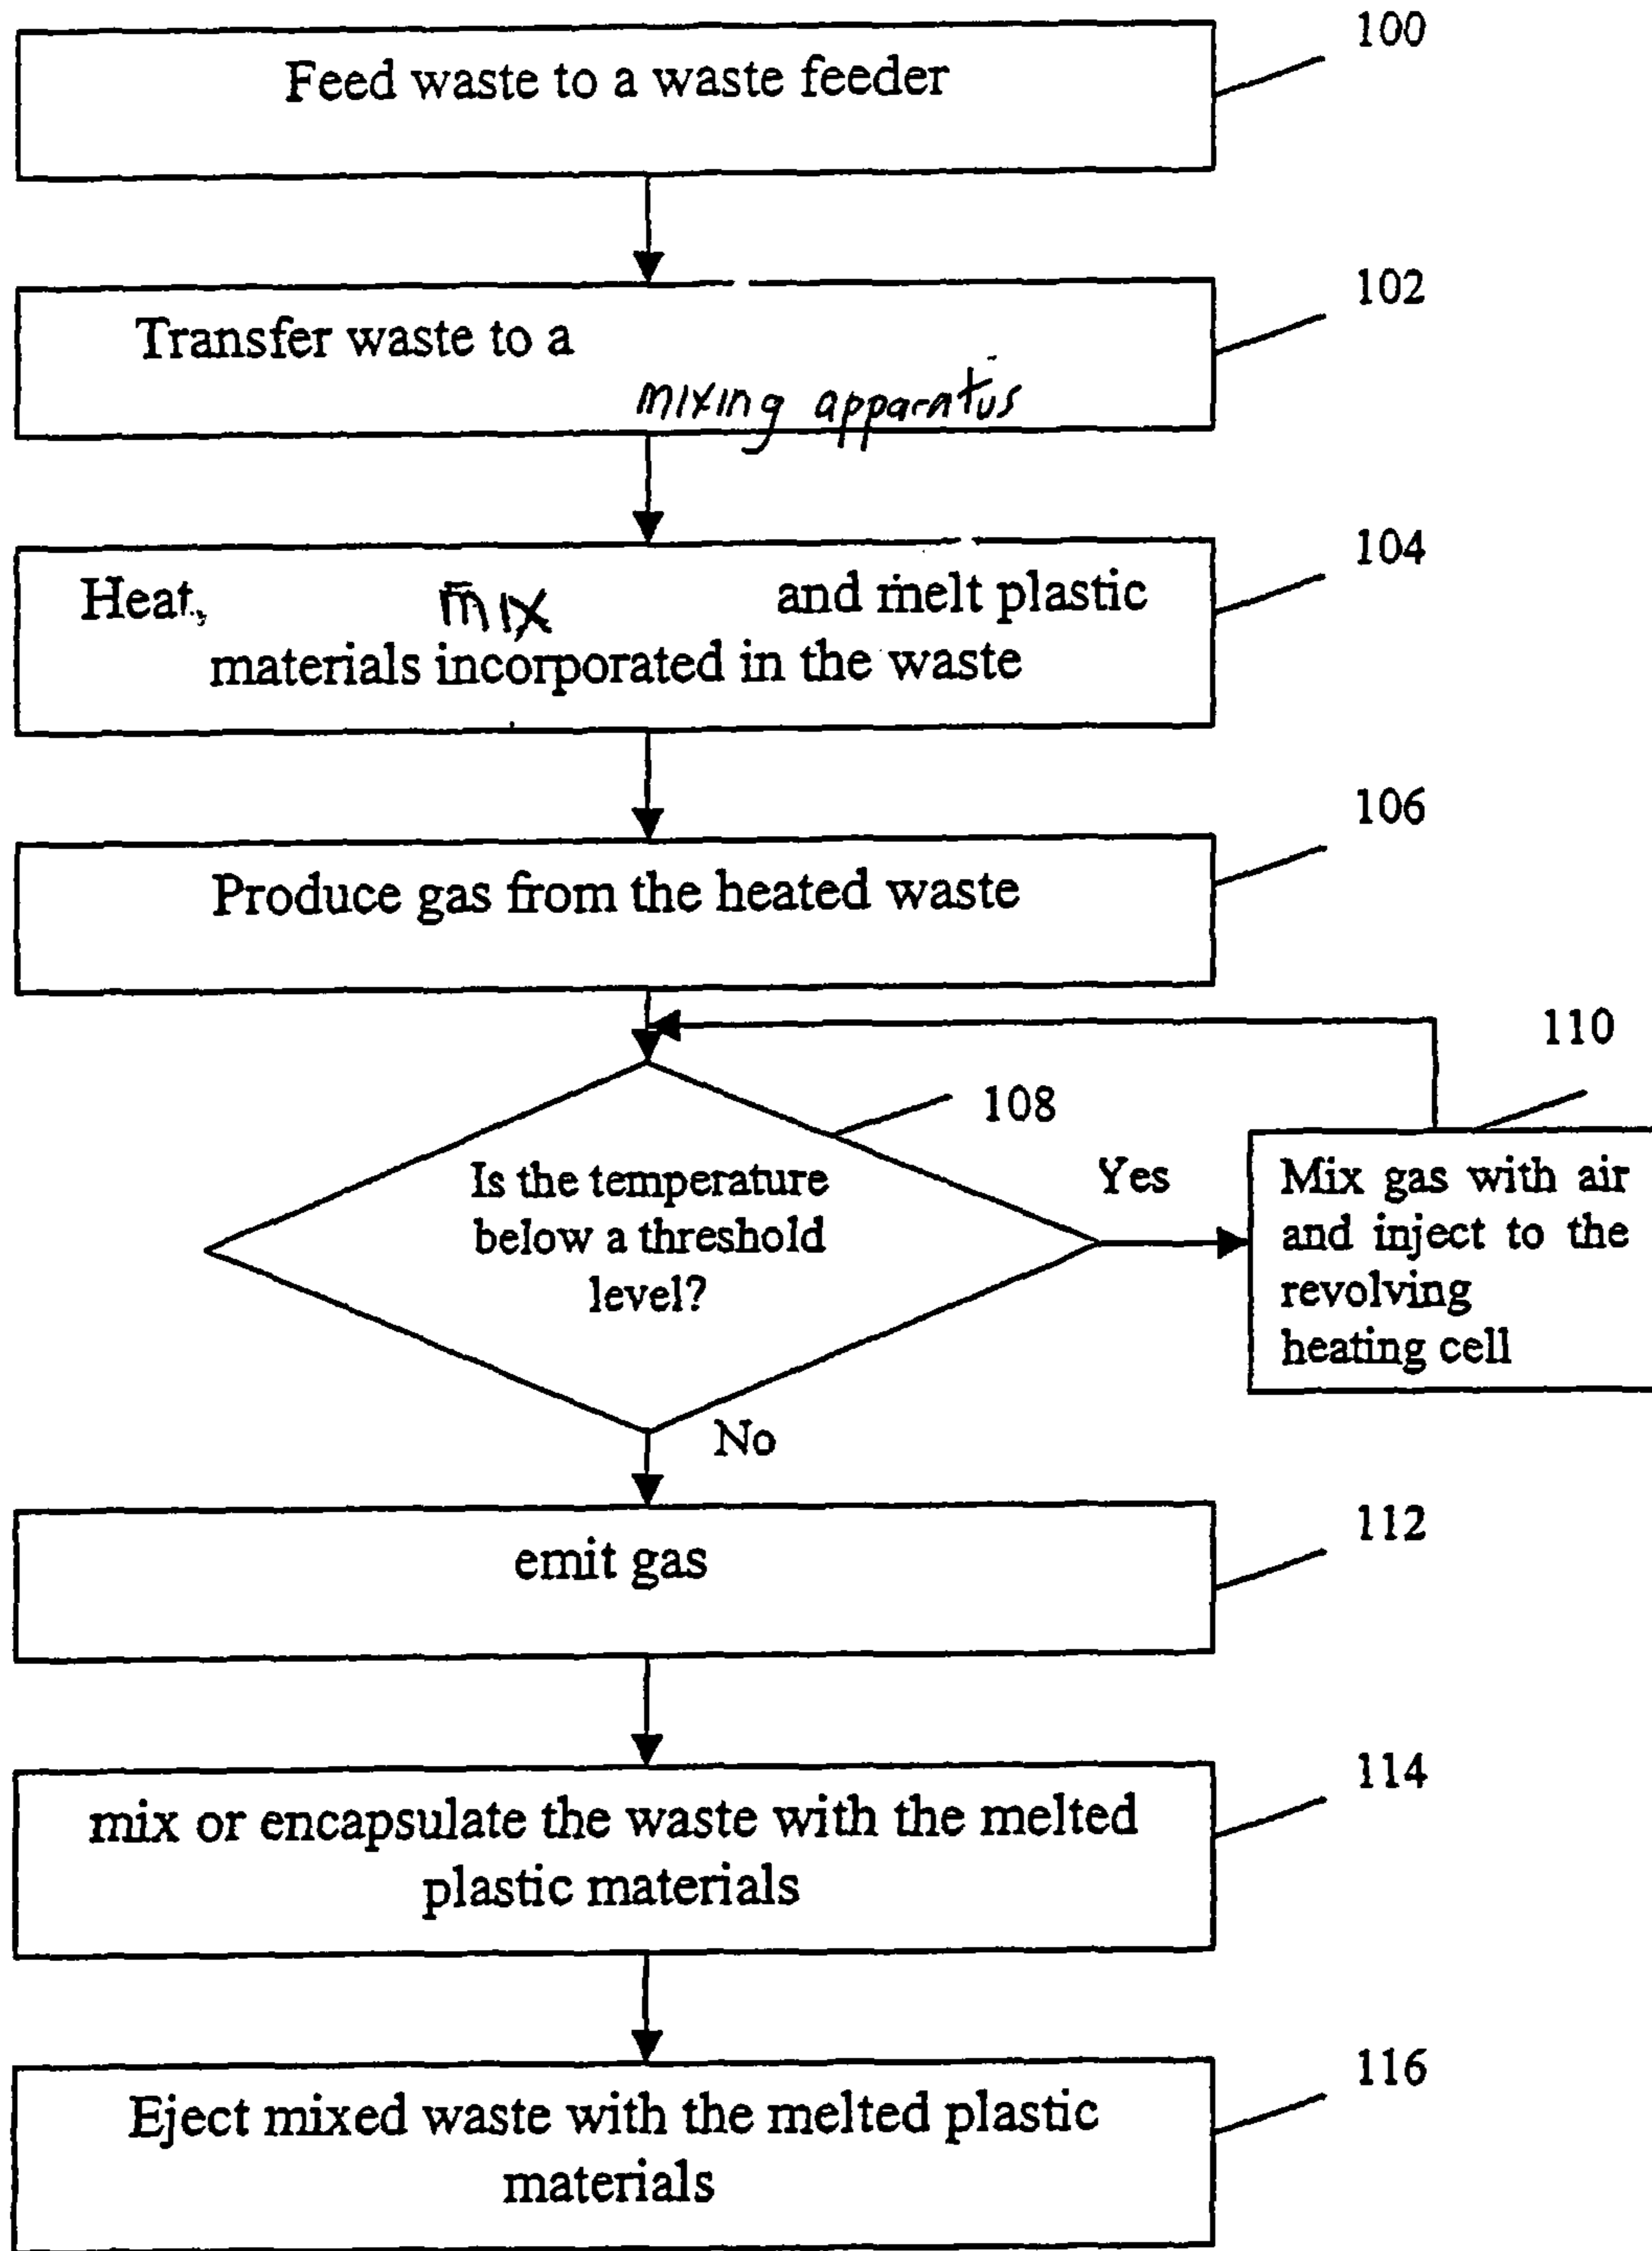 100
Feed waste to a waste feeder
102
Transfer waste to a
mixing apparatus
104
Heat, mix and melt plastic
materials incorporated in the waste
106
Produce gas from the heated waste
110
108
Is the temperature
below a threshold
level?
Yes
Mix gas with air
and inject to the
revolving
heating cell
No
112
emit gas
114
mix or encapsulate the waste with the melted
plastic materials
116
Eject mixed waste with the melted plastic
materials